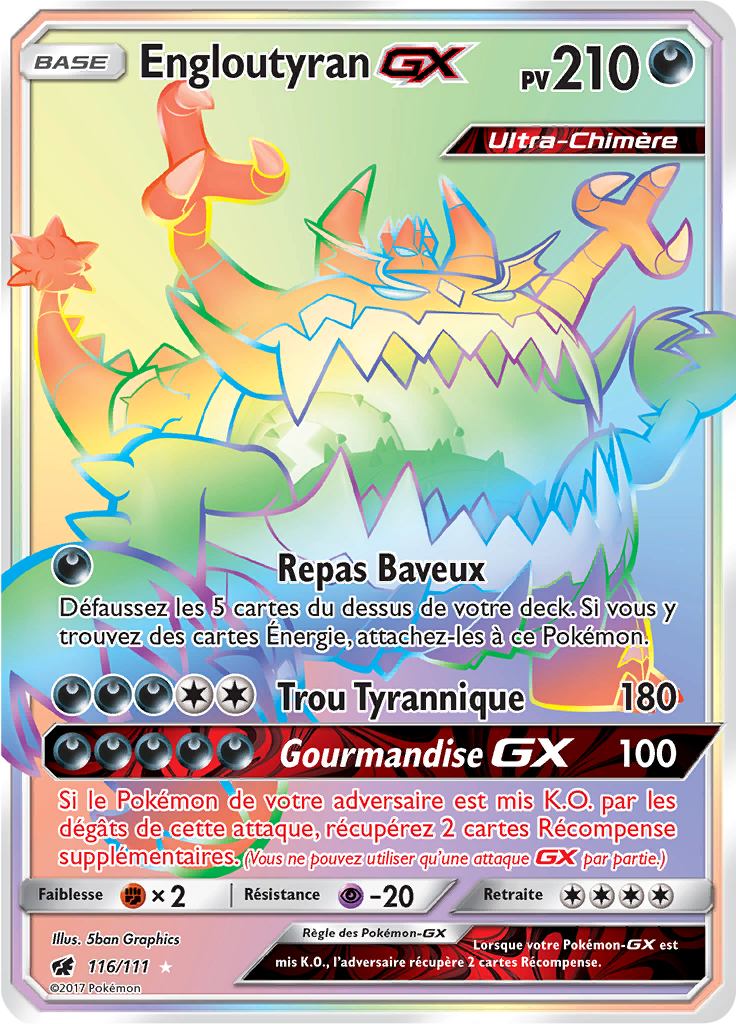 BASE Engloutyran GX PV 210
Ultra-Chimère
Repas Baveux
Défaussez les 5 cartes du dessus de votre deck. Si vous y
trouvez des cartes Énergie, attachez-les à ce Pokémon.
Trou Tyrannique 180
Gourmandise GX 100
Si le Pokémon de votre adversaire est mis K.O. par les
dégâts de cette attaque, récupérez 2 cartes Récompense
supplémentaires. (Vous ne pouvez utiliser qu'une attaque GX par partie.)
Faiblesse ×2 Résistance -20 Retraite
Illus. 5ban Graphics
116/111
©2017 Pokémon
Règle des Pokémon-GX
Lorsque votre Pokémon-GX est
mis K.O., l'adversaire récupère 2 cartes Récompense.